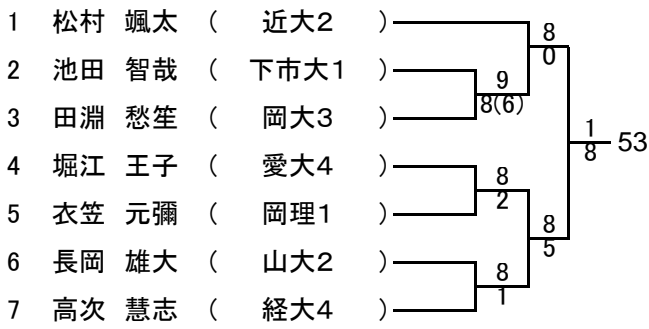 1 松村 颯太 ( 近大2 )
8
0
2 池田 智哉 ( 下市大1 )
9
8(6)
3 田淵 愁笙 ( 岡大3 )
1
8
53
4 堀江 王子 ( 愛大4 )
8
2
5 衣笠 元彌 ( 岡理1 )
8
5
6 長岡 雄大 ( 山大2 )
8
1
7 高次 慧志 ( 経大4 )